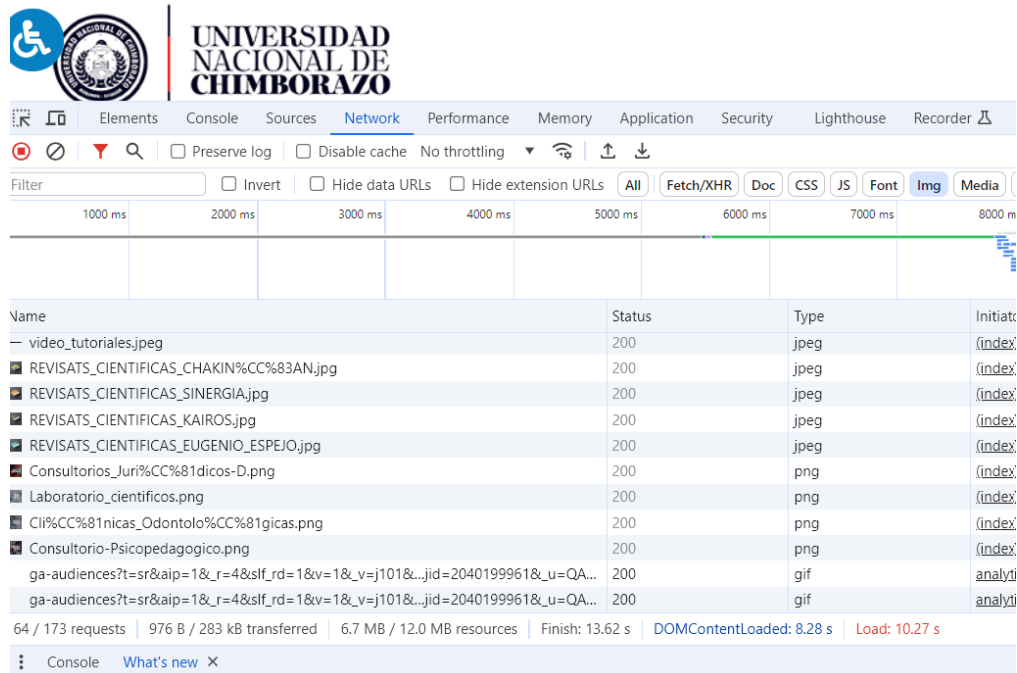 UNIVERSIDAD
NACIONAL DE
CHIMBORAZO
Elements Console Sources Network Performance Memory Application Security Lighthouse Recorder
Preserve log Disable cache No throttling
Filter Invert Hide data URLs Hide extension URLs All Fetch/XHR Doc CSS JS Font Img Media
1000 ms 2000 ms 3000 ms 4000 ms 5000 ms 6000 ms 7000 ms 8000 m
Name Status Type Initiato
video_tutoriales.jpeg 200 jpeg (index)
REVISATS_CIENTIFICAS_CHAKIN%CC%83AN.jpg 200 jpeg (index)
REVISATS_CIENTIFICAS_SINERGIA.jpg 200 jpeg (index)
REVISATS_CIENTIFICAS_KAIROS.jpg 200 jpeg (index)
REVISATS_CIENTIFICAS_EUGENIO_ESPEJO.jpg 200 jpeg (index)
Consultorios_Juri%CC%81dicos-D.png 200 png (index)
Laboratorio_cientificos.png 200 png (index)
Cli%CC%81nicas_Odontolo%CC%81gicas.png 200 png (index)
Consultorio-Psicopedagogico.png 200 png (index)
ga-audiences?t=sr&aip=1&_r=4&slf_rd=1&v=1&_v=j101&...jid=2040199961&_u=QA... 200 gif analyti
ga-audiences?t=sr&aip=1&_r=4&slf_rd=1&v=1&_v=j101&...jid=2040199961&_u=QA... 200 gif analyti
64 / 173 requests 976 B / 283 kB transferred 6.7 MB / 12.0 MB resources Finish: 13.62 s DOMContentLoaded: 8.28 s Load: 10.27 s
Console What's new